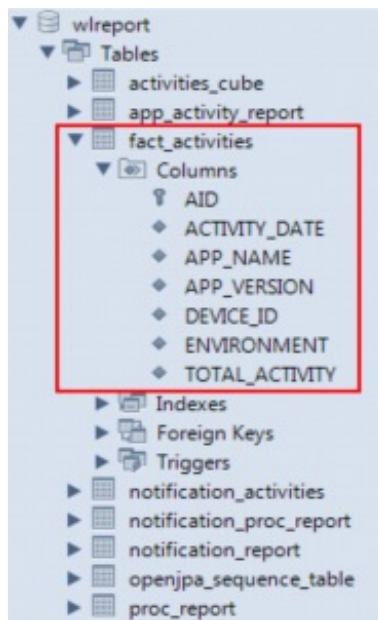 wlreport
Tables
activities_cube
app_activity_report
fact_activities
Columns
AID
ACTIVITY_DATE
APP_NAME
APP_VERSION
DEVICE_ID
ENVIRONMENT
TOTAL_ACTIVITY
Indexes
Foreign Keys
Triggers
notification_activities
notification_proc_report
notification_report
openjpa_sequence_table
proc_report